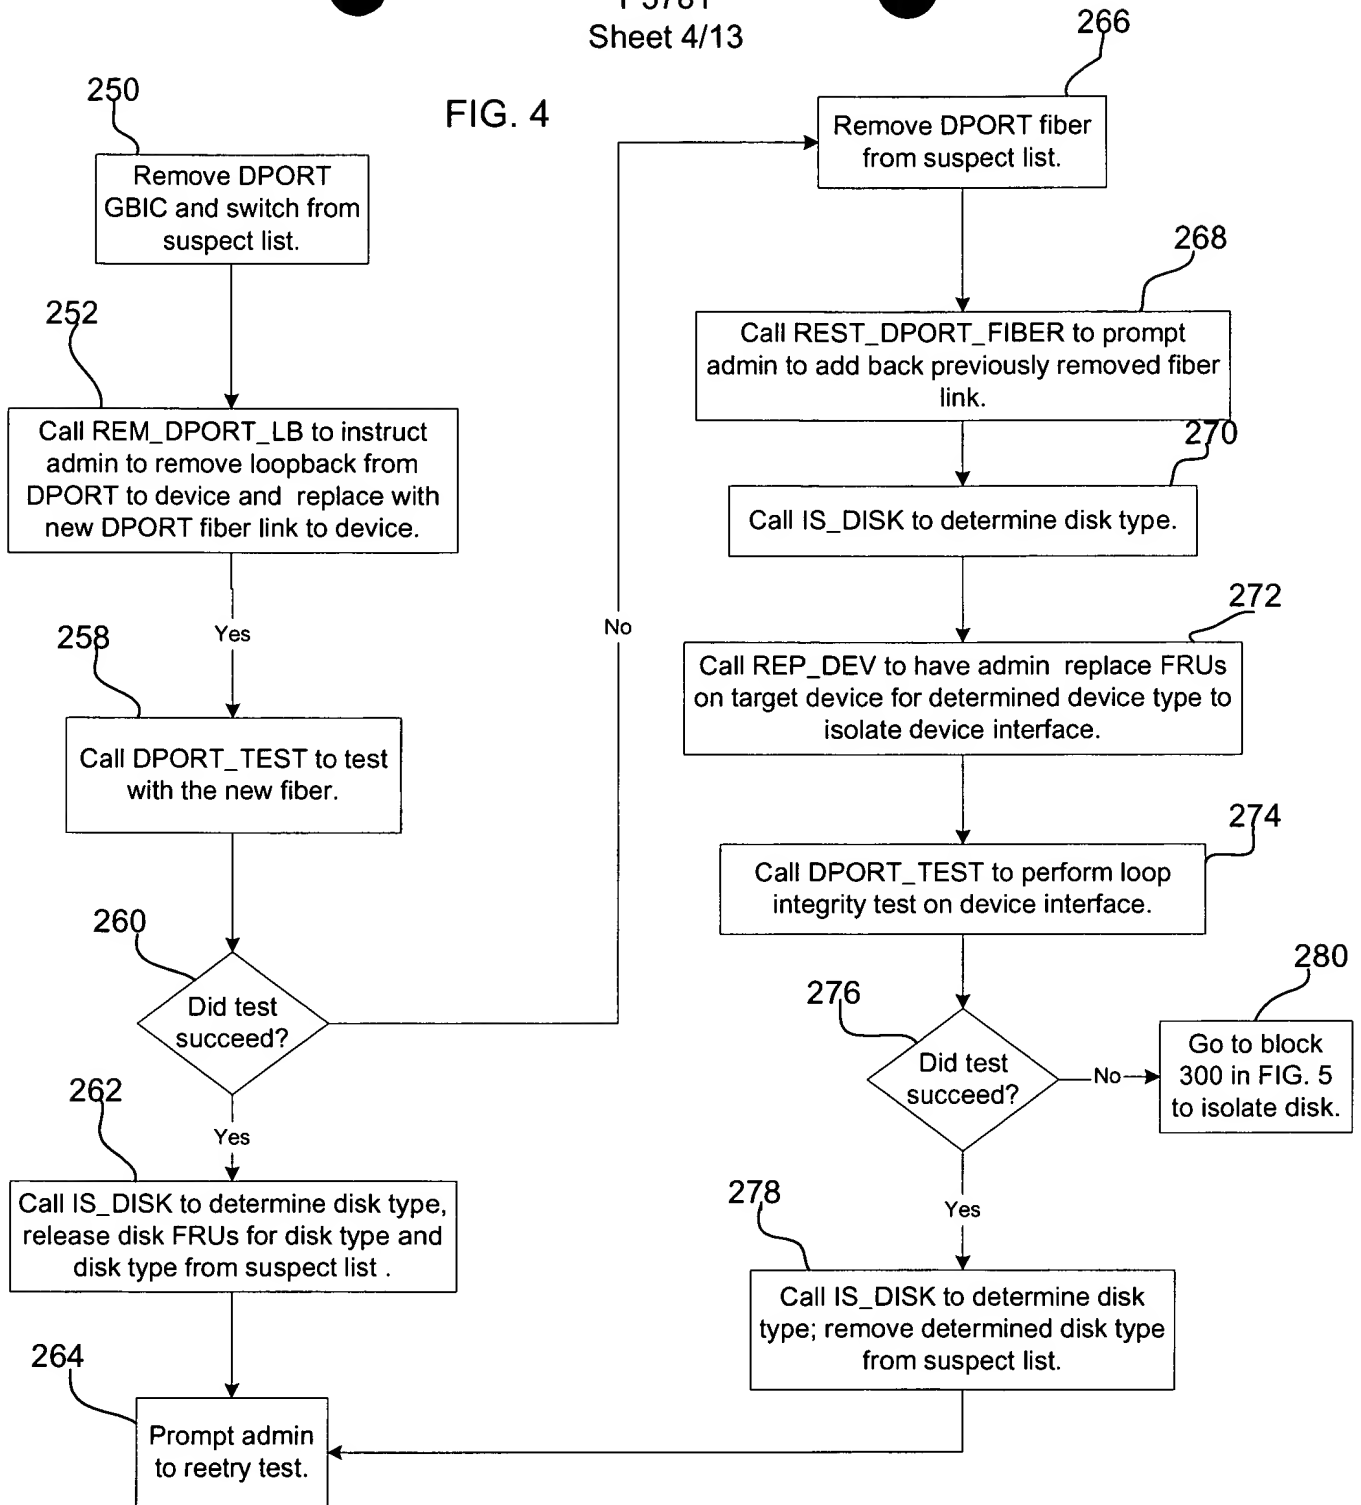 Sheet 4/13
FIG. 4
250
Remove DPORT
GBIC and switch from
suspect list.
252
Call REM_DPORT_LB to instruct
admin to remove loopback from
DPORT to device and replace with
new DPORT fiber link to device.
Yes
258
Call DPORT_TEST to test
with the new fiber.
260
Did test
succeed?
No
Yes
262
Call IS_DISK to determine disk type,
release disk FRUs for disk type and
disk type from suspect list .
264
Prompt admin
to reetry test.
266
Remove DPORT fiber
from suspect list.
268
Call REST_DPORT_FIBER to prompt
admin to add back previously removed fiber
link.
270
Call IS_DISK to determine disk type.
272
Call REP_DEV to have admin replace FRUs
on target device for determined device type to
isolate device interface.
274
Call DPORT_TEST to perform loop
integrity test on device interface.
276
Did test
succeed?
No
280
Go to block
300 in FIG. 5
to isolate disk.
Yes
278
Call IS_DISK to determine disk
type; remove determined disk type
from suspect list.